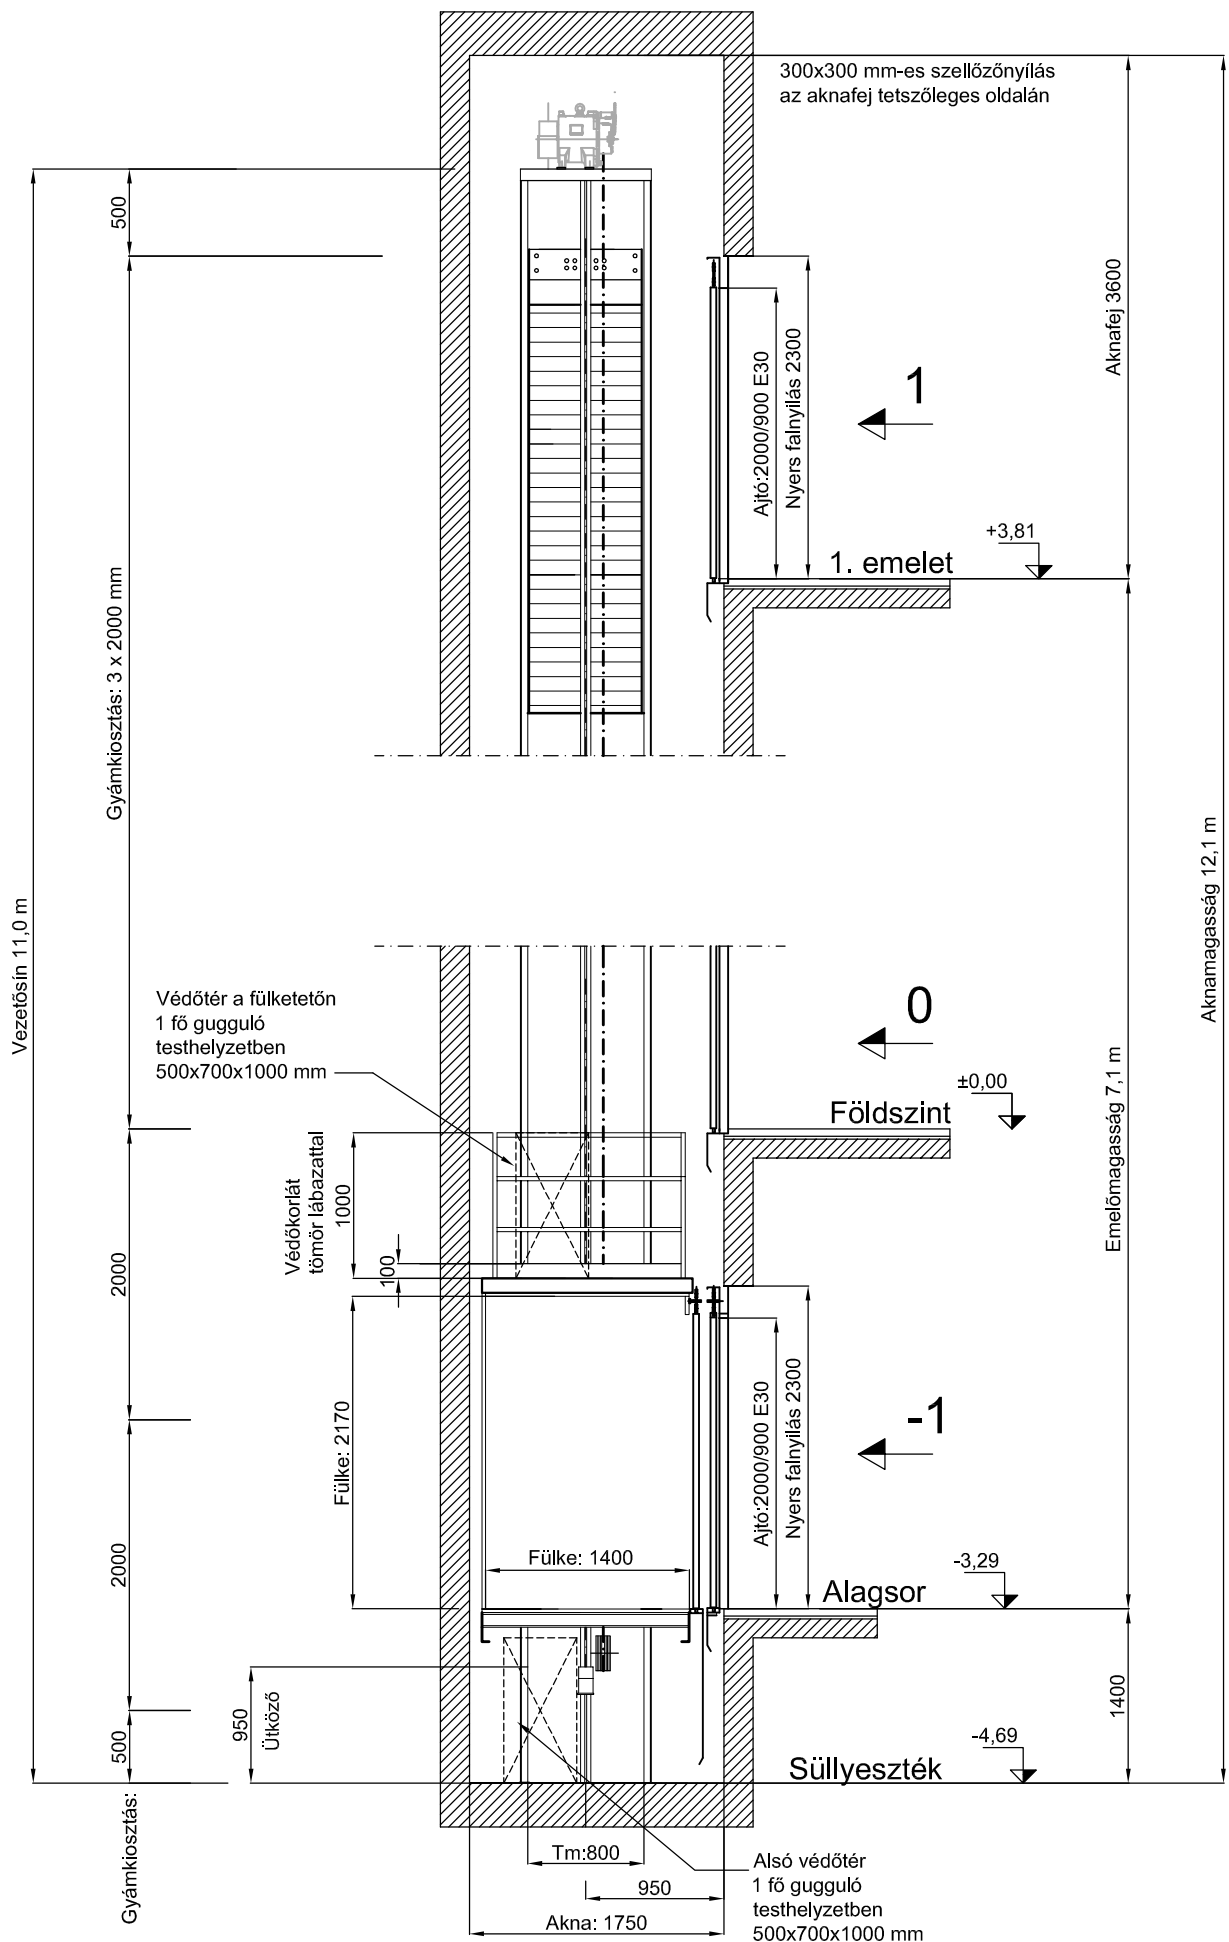 300x300 mm-es szellőzőnyílás
az aknafej tetszőleges oldalán
500
Aknafej 3600
Ajtó:2000/900 E30
Nyers falnyílás 2300
1
+3,81
1. emelet
Gyámkiosztás: 3 x 2000 mm
Vezetősín 11,0 m
Aknamagasság 12,1 m
Védőtér a fülketetőn
1 fő gugguló
testhelyzetben
500x700x1000 mm
0
±0,00
Földszint
Emelőmagasság 7,1 m
Védőkorlát
tömör lábazattal
1000
100
2000
Fülke: 2170
Ajtó:2000/900 E30
Nyers falnyílás 2300
-1
Fülke: 1400
2000
-3,29
Alagsor
950
Ütköző
1400
500
-4,69
Süllyeszték
Gyámkiosztás:
Tm:800
950
Akna: 1750
Alsó védőtér
1 fő gugguló
testhelyzetben
500x700x1000 mm